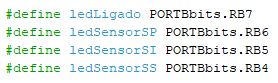 #define ledLigado PORTBbits.RB7
#define ledSensorSP PORTBbits.RB6
#define ledSensorSI PORTBbits.RB5
#define ledSensorSS PORTBbits.RB4